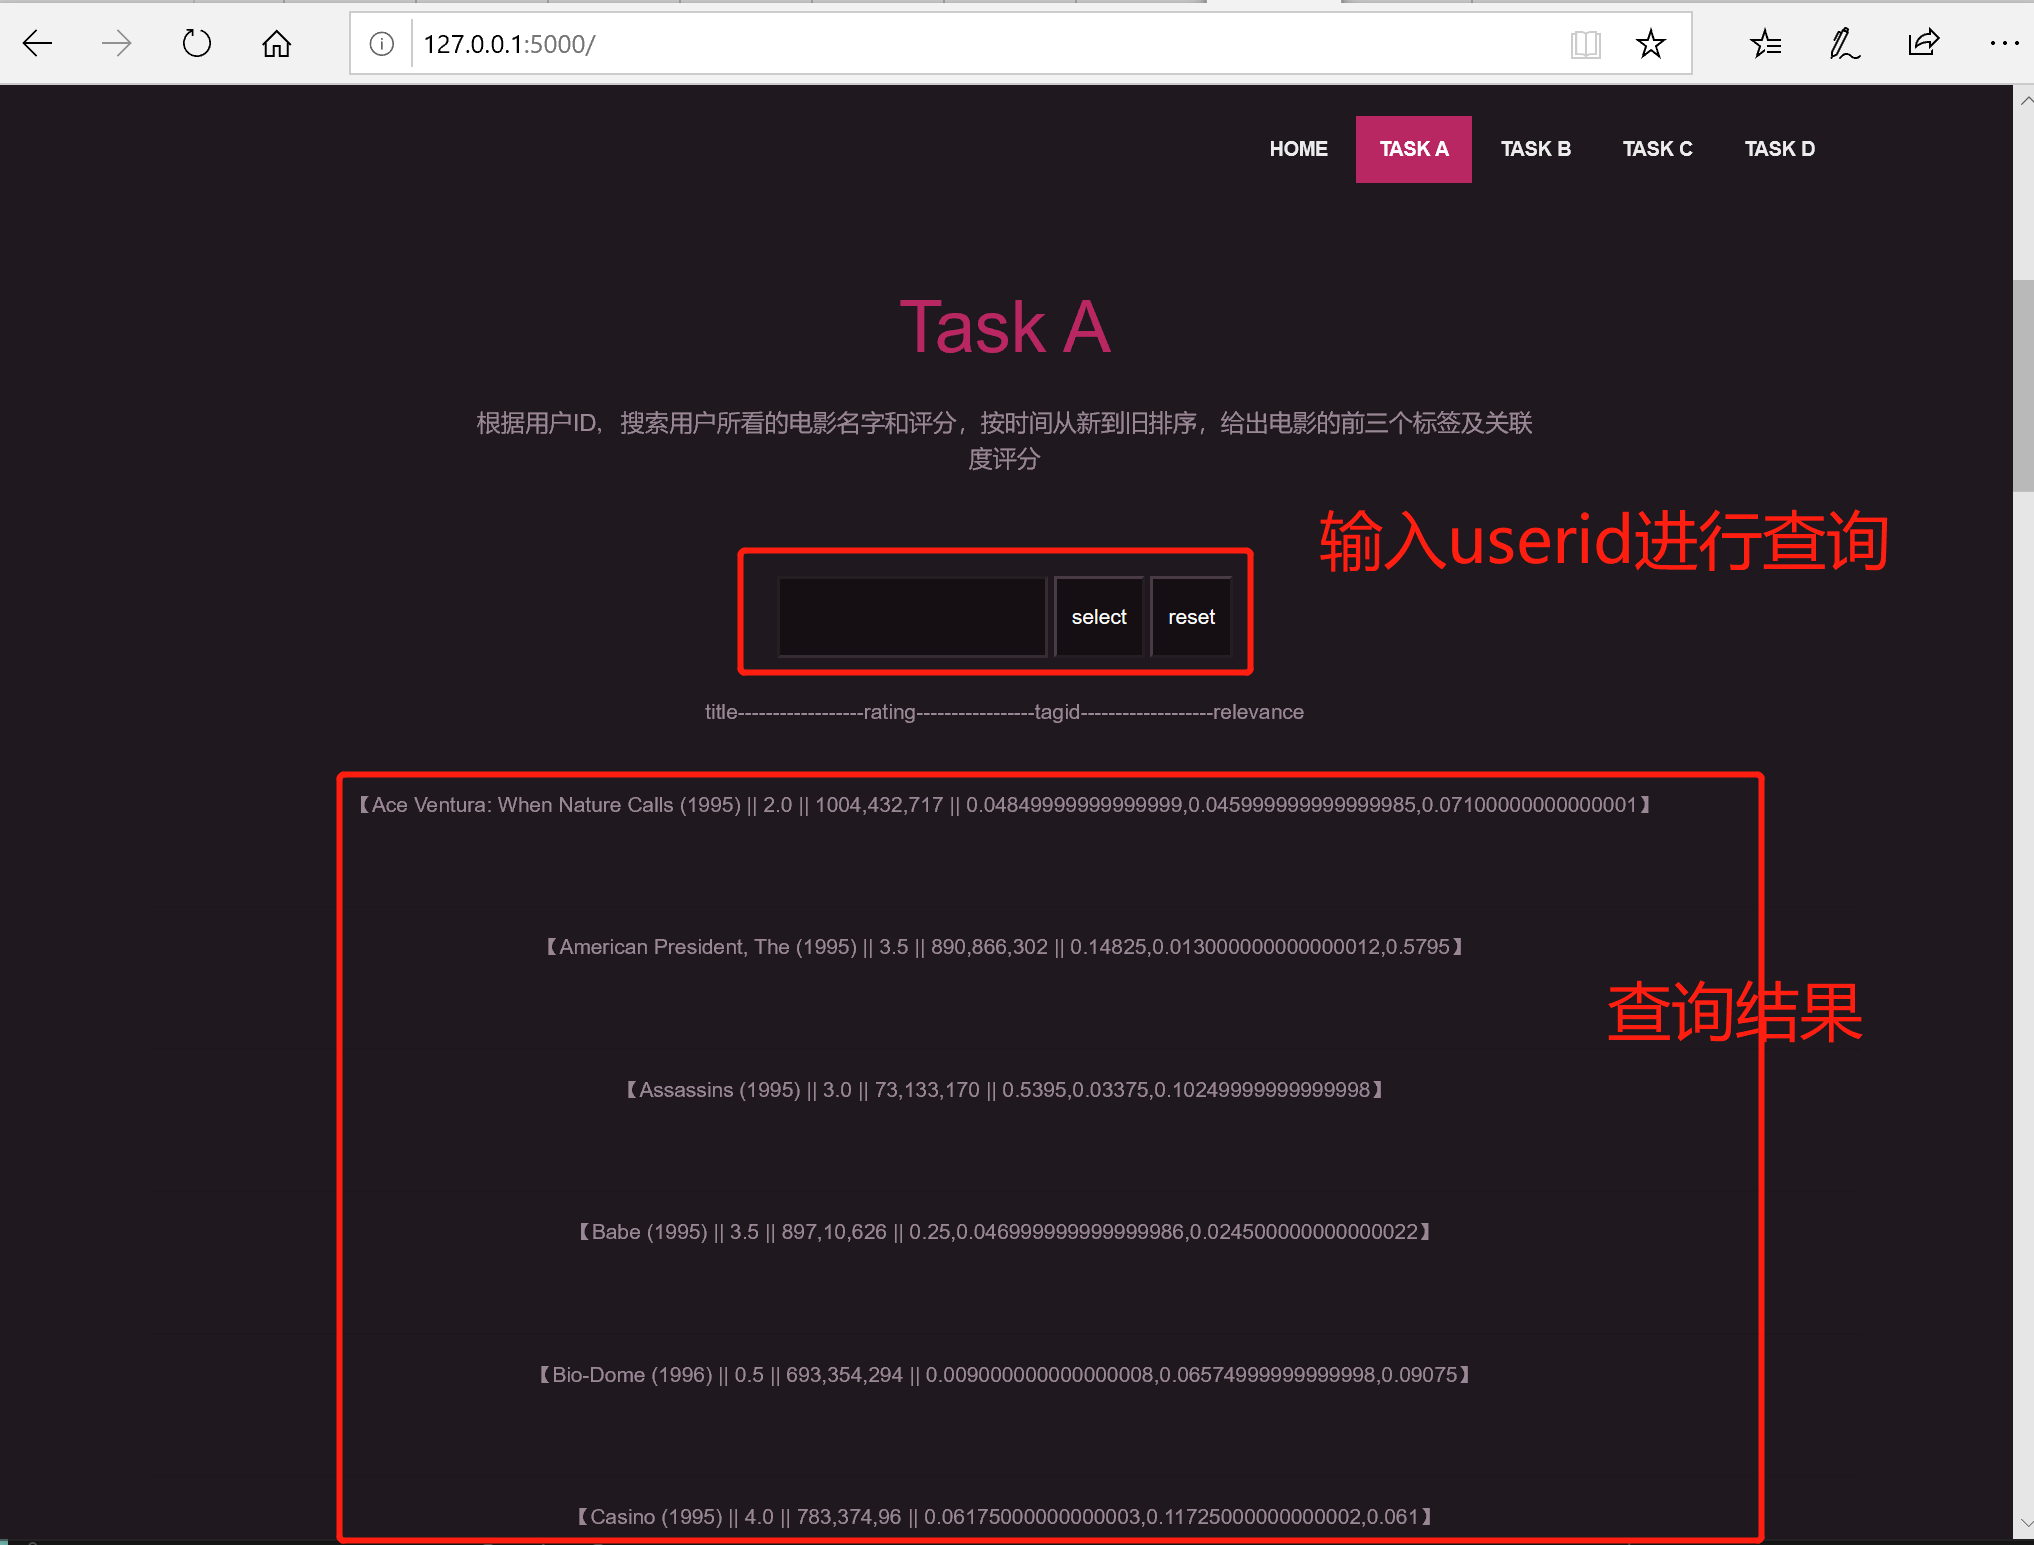 127.0.0.1:5000/
HOME TASK A TASK B TASK C TASK D
Task A
根据用户ID，搜索用户所看的电影名字和评分，按时间从新到旧排序，给出电影的前三个标签及关联
度评分
输入userid进行查询
select reset
title------------------rating-----------------tagid-------------------relevance
【Ace Ventura: When Nature Calls (1995) || 2.0 || 1004,432,717 || 0.04849999999999999,0.045999999999999985,0.07100000000000001】
【American President, The (1995) || 3.5 || 890,866,302 || 0.14825,0.013000000000000012,0.5795】
查询结果
【Assassins (1995) || 3.0 || 73,133,170 || 0.5395,0.03375,0.10249999999999998】
【Babe (1995) || 3.5 || 897,10,626 || 0.25,0.046999999999999986,0.024500000000000022】
【Bio-Dome (1996) || 0.5 || 693,354,294 || 0.009000000000000008,0.06574999999999998,0.09075】
【Casino (1995) || 4.0 || 783,374,96 || 0.06175000000000003,0.11725000000000002,0.061】